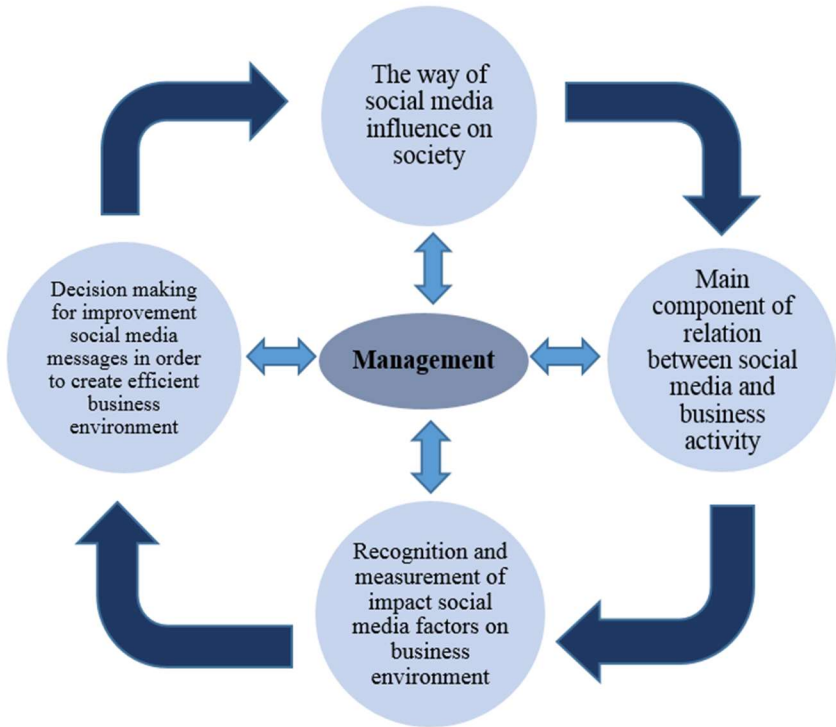 The way of
social media
influence on
society
Decision making
for improvement
social media
messages in order
to create efficient
business
environment
Management
Main
component of
relation
between social
media and
business
activity
Recognition and
measurement of
impact social
media factors on
business
environment